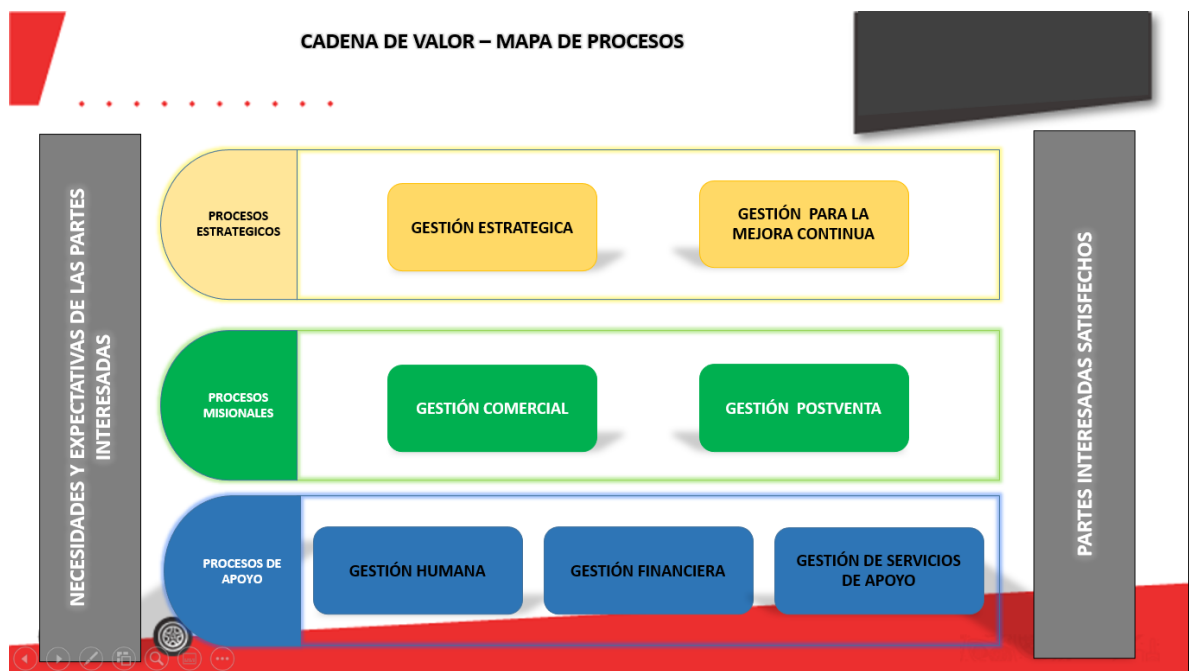 CADENA DE VALOR – MAPA DE PROCESOS
NECESIDADES Y EXPECTATIVAS DE LAS PARTES
INTERESADAS
PROCESOS
ESTRATEGICOS
GESTIÓN ESTRATEGICA
GESTIÓN PARA LA
MEJORA CONTINUA
PROCESOS
MISIONALES
GESTIÓN COMERCIAL
GESTIÓN POSTVENTA
PROCESOS DE
APOYO
GESTIÓN HUMANA
GESTIÓN FINANCIERA
GESTIÓN DE SERVICIOS
DE APOYO
PARTES INTERESADAS SATISFECHOS